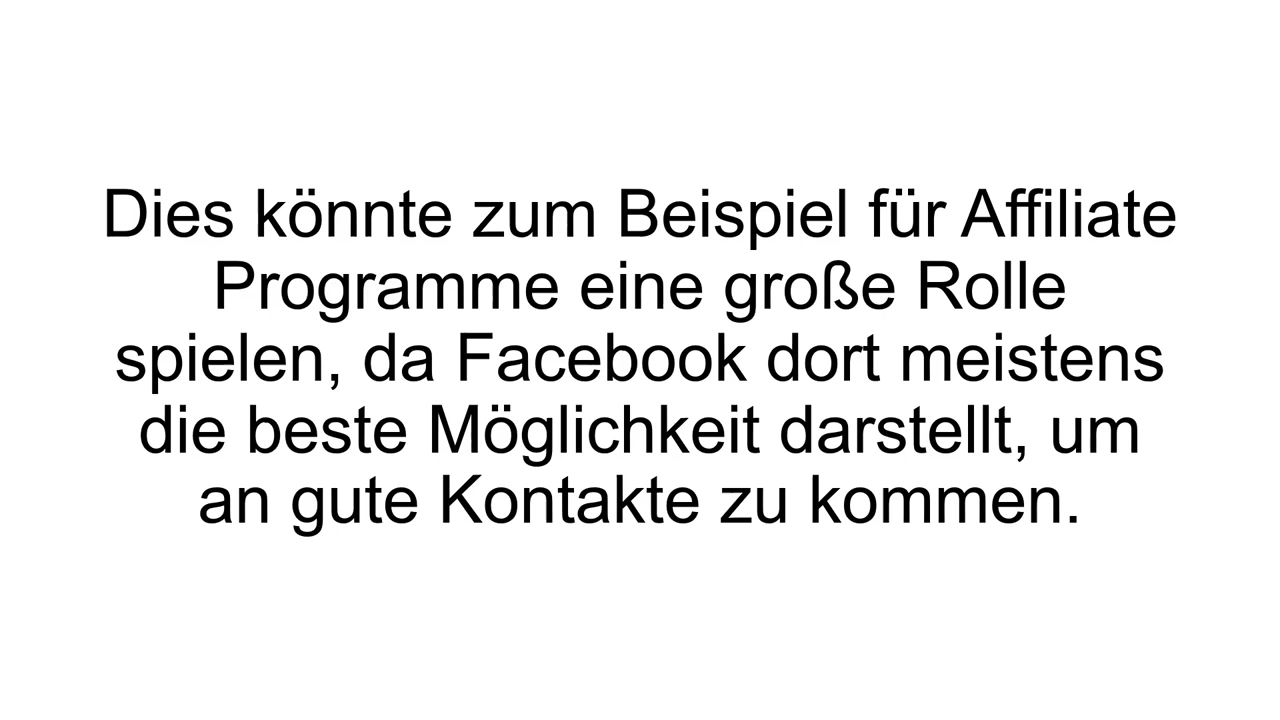 Dies könnte zum Beispiel für Affiliate
Programme eine große Rolle
spielen, da Facebook dort meistens
die beste Möglichkeit darstellt, um
an gute Kontakte zu kommen.